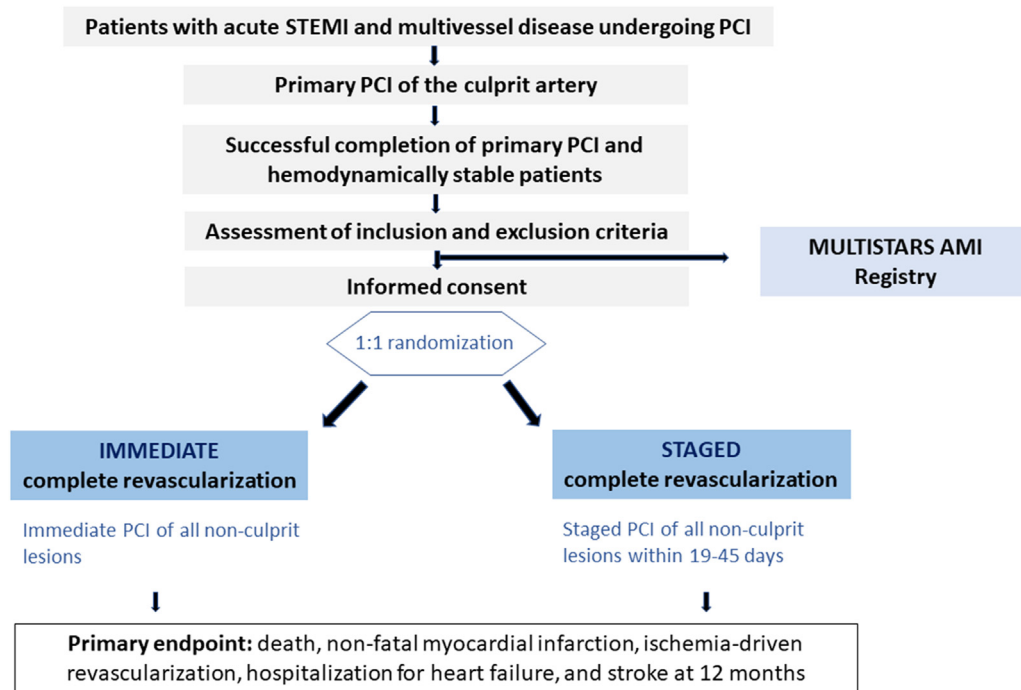 Patients with acute STEMI and multivessel disease undergoing PCI
Primary PCI of the culprit artery
Successful completion of primary PCI and
hemodynamically stable patients
Assessment of inclusion and exclusion criteria
MULTISTARS AMI
Registry
Informed consent
1:1 randomization
IMMEDIATE
complete revascularization
Immediate PCI of all non-culprit
lesions
STAGED
complete revascularization
Staged PCI of all non-culprit
lesions within 19-45 days
Primary endpoint: death, non-fatal myocardial infarction, ischemia-driven
revascularization, hospitalization for heart failure, and stroke at 12 months